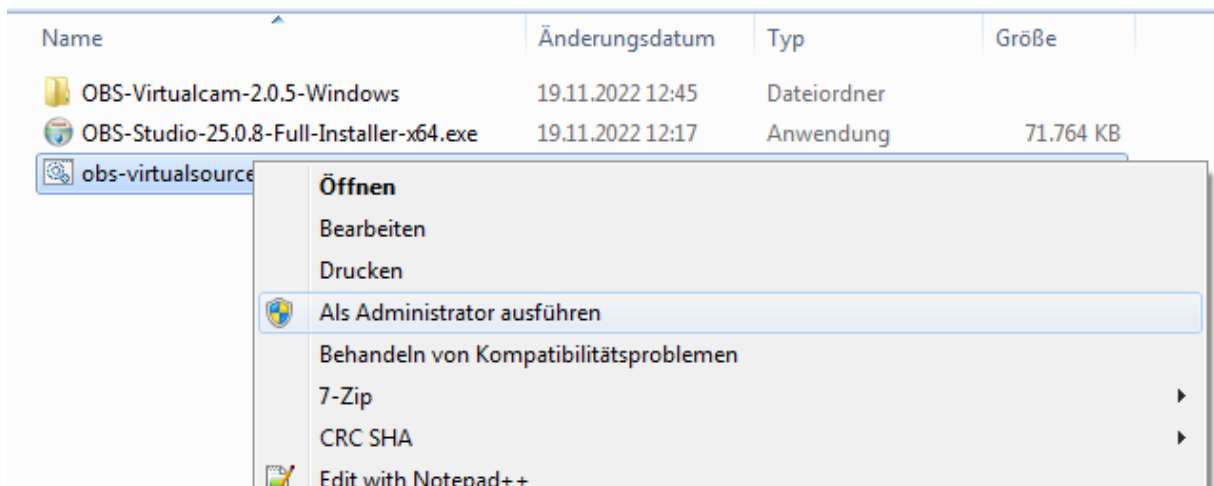 Name Änderungsdatum Typ Größe
OBS-Virtualcam-2.0.5-Windows 19.11.2022 12:45 Dateiordner
OBS-Studio-25.0.8-Full-Installer-x64.exe 19.11.2022 12:17 Anwendung 71.764 KB
obs-virtualsource
Öffnen
Bearbeiten
Drucken
Als Administrator ausführen
Behandeln von Kompatibilitätsproblemen
7-Zip
CRC SHA
Edit with Notepad++